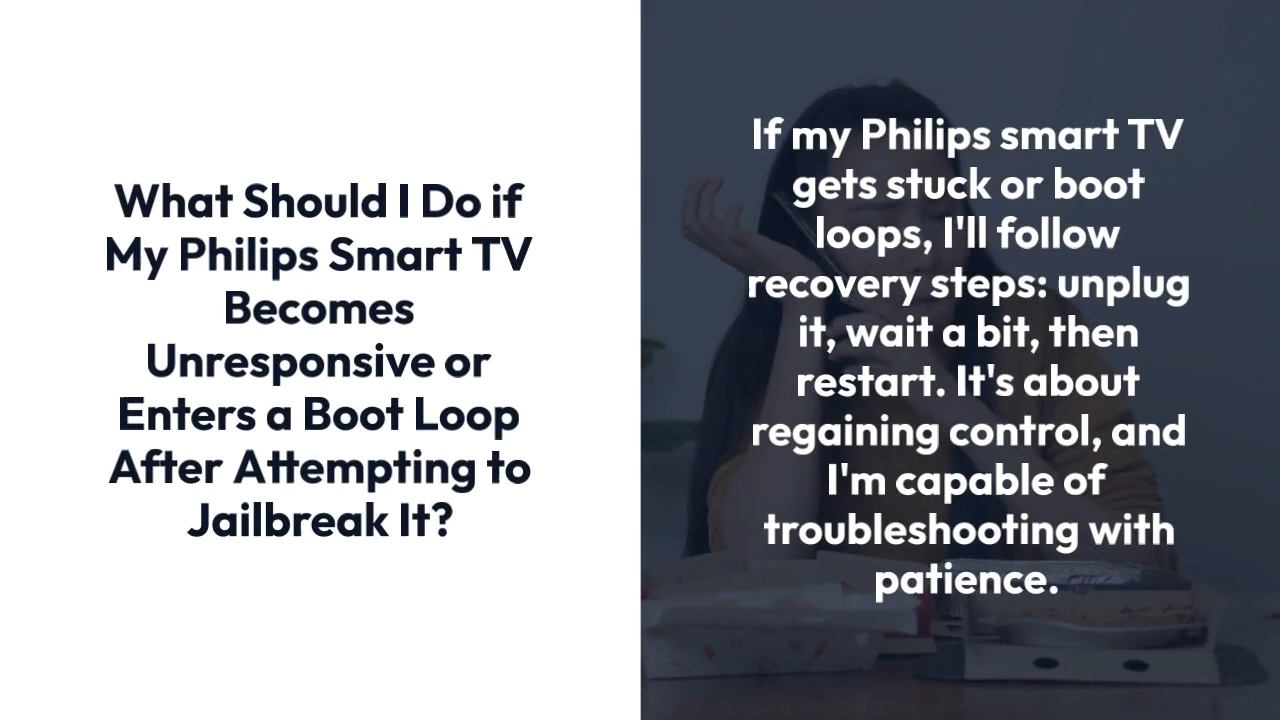 What Should I Do if
My Philips Smart TV
Becomes
Unresponsive or
Enters a Boot Loop
After Attempting to
Jailbreak It?
If my Philips smart TV
gets stuck or boot
loops, I'll follow
recovery steps: unplug
it, wait a bit, then
restart. It's about
regaining control, and
I'm capable of
troubleshooting with
patience.